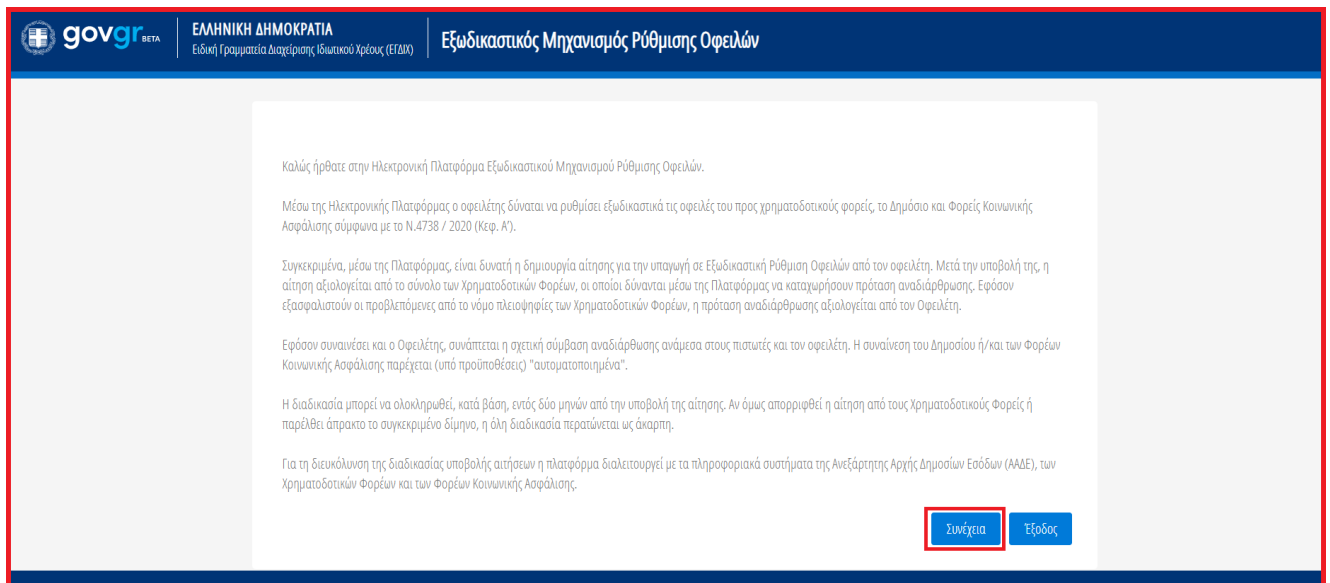 govgr BETA
ΕΛΛΗΝΙΚΗ ΔΗΜΟΚΡΑΤΙΑ
Ειδική Γραμματεία Διαχείρισης Ιδιωτικού Χρέους (ΕΓΔΙΧ)
Εξωδικαστικός Μηχανισμός Ρύθμισης Οφειλών
Καλώς ήρθατε στην Ηλεκτρονική Πλατφόρμα Εξωδικαστικού Μηχανισμού Ρύθμισης Οφειλών.
Μέσω της Ηλεκτρονικής Πλατφόρμας ο οφειλέτης δύναται να ρυθμίσει εξωδικαστικά τις οφειλές του προς χρηματοδοτικούς φορείς, το Δημόσιο και Φορείς Κοινωνικής
Ασφάλισης σύμφωνα με το Ν.4738 / 2020 (Κεφ. Α').
Συγκεκριμένα, μέσω της Πλατφόρμας, είναι δυνατή η δημιουργία αίτησης για την υπαγωγή σε Εξωδικαστική Ρύθμιση Οφειλών από τον οφειλέτη. Μετά την υποβολή της, η
αίτηση αξιολογείται από το σύνολο των Χρηματοδοτικών Φορέων, οι οποίοι δύνανται μέσω της Πλατφόρμας να καταχωρήσουν πρόταση αναδιάρθρωσης. Εφόσον
εξασφαλιστούν οι προβλεπόμενες από το νόμο πλειοψηφίες των Χρηματοδοτικών Φορέων, η πρόταση αναδιάρθρωσης αξιολογείται από τον Οφειλέτη.
Εφόσον συναινέσει και ο Οφειλέτης, συνάπτεται η σχετική σύμβαση αναδιάρθωσης ανάμεσα στους πιστωτές και τον οφειλέτη. Η συναίνεση του Δημοσίου ή/και των Φορέων
Κοινωνικής Ασφάλισης παρέχεται (υπό προϋποθέσεις) "αυτοματοποιημένα".
Η διαδικασία μπορεί να ολοκληρωθεί, κατά βάση, εντός δύο μηνών από την υποβολή της αίτησης. Αν όμως απορριφθεί η αίτηση από τους Χρηματοδοτικούς Φορείς ή
παρέλθει άπρακτο το συγκεκριμένο δίμηνο, η όλη διαδικασία περατώνεται ως άκαρπη.
Για τη διευκόλυνση της διαδικασίας υποβολής αιτήσεων η πλατφόρμα διαλειτουργεί με τα πληροφοριακά συστήματα της Ανεξάρτητης Αρχής Δημοσίων Εσόδων (ΑΑΔΕ), των
Χρηματοδοτικών Φορέων και των Φορέων Κοινωνικής Ασφάλισης.
Συνέχεια
Έξοδος